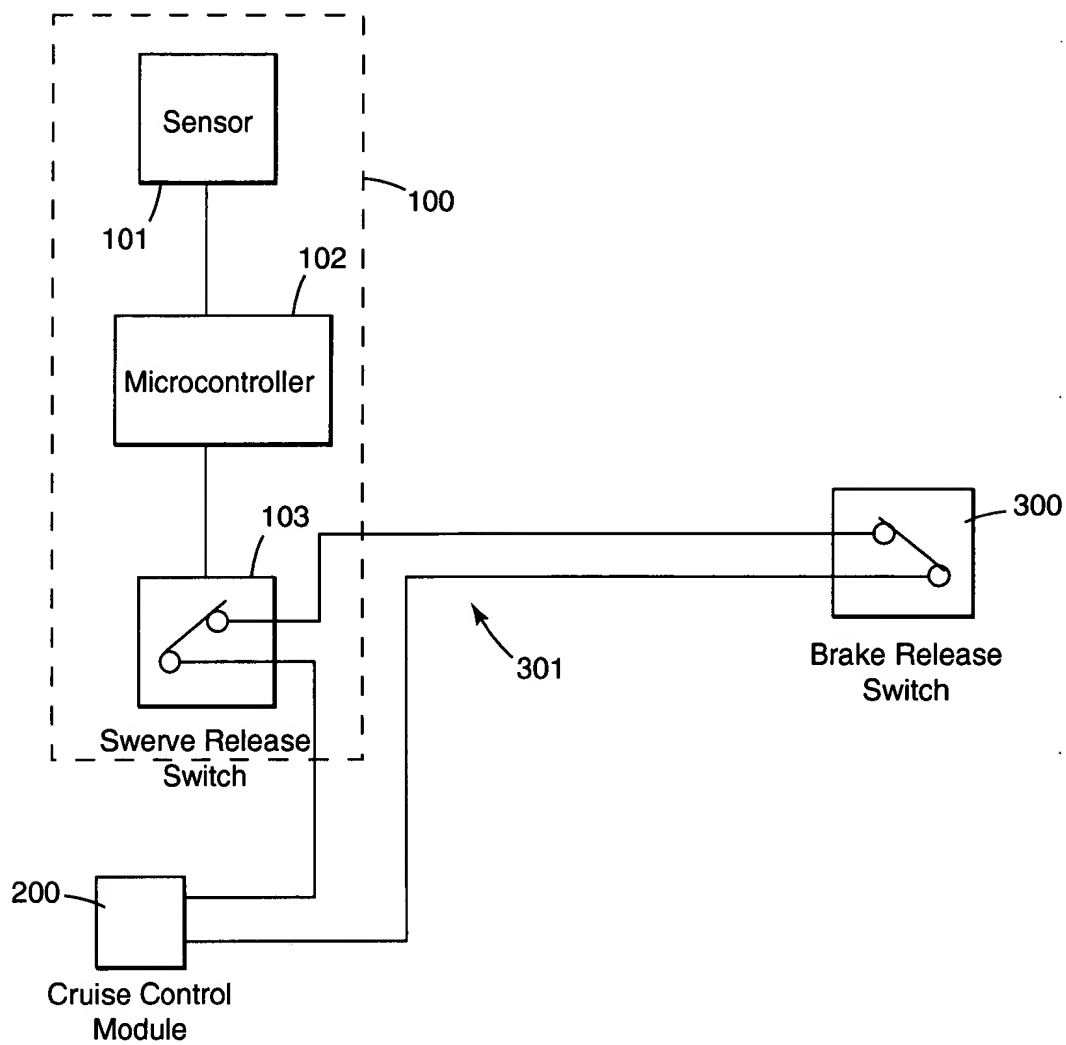 Sensor
100
101
102
Microcontroller
103
300
301
Brake Release
Switch
Swerve Release
Switch
200
Cruise Control
Module